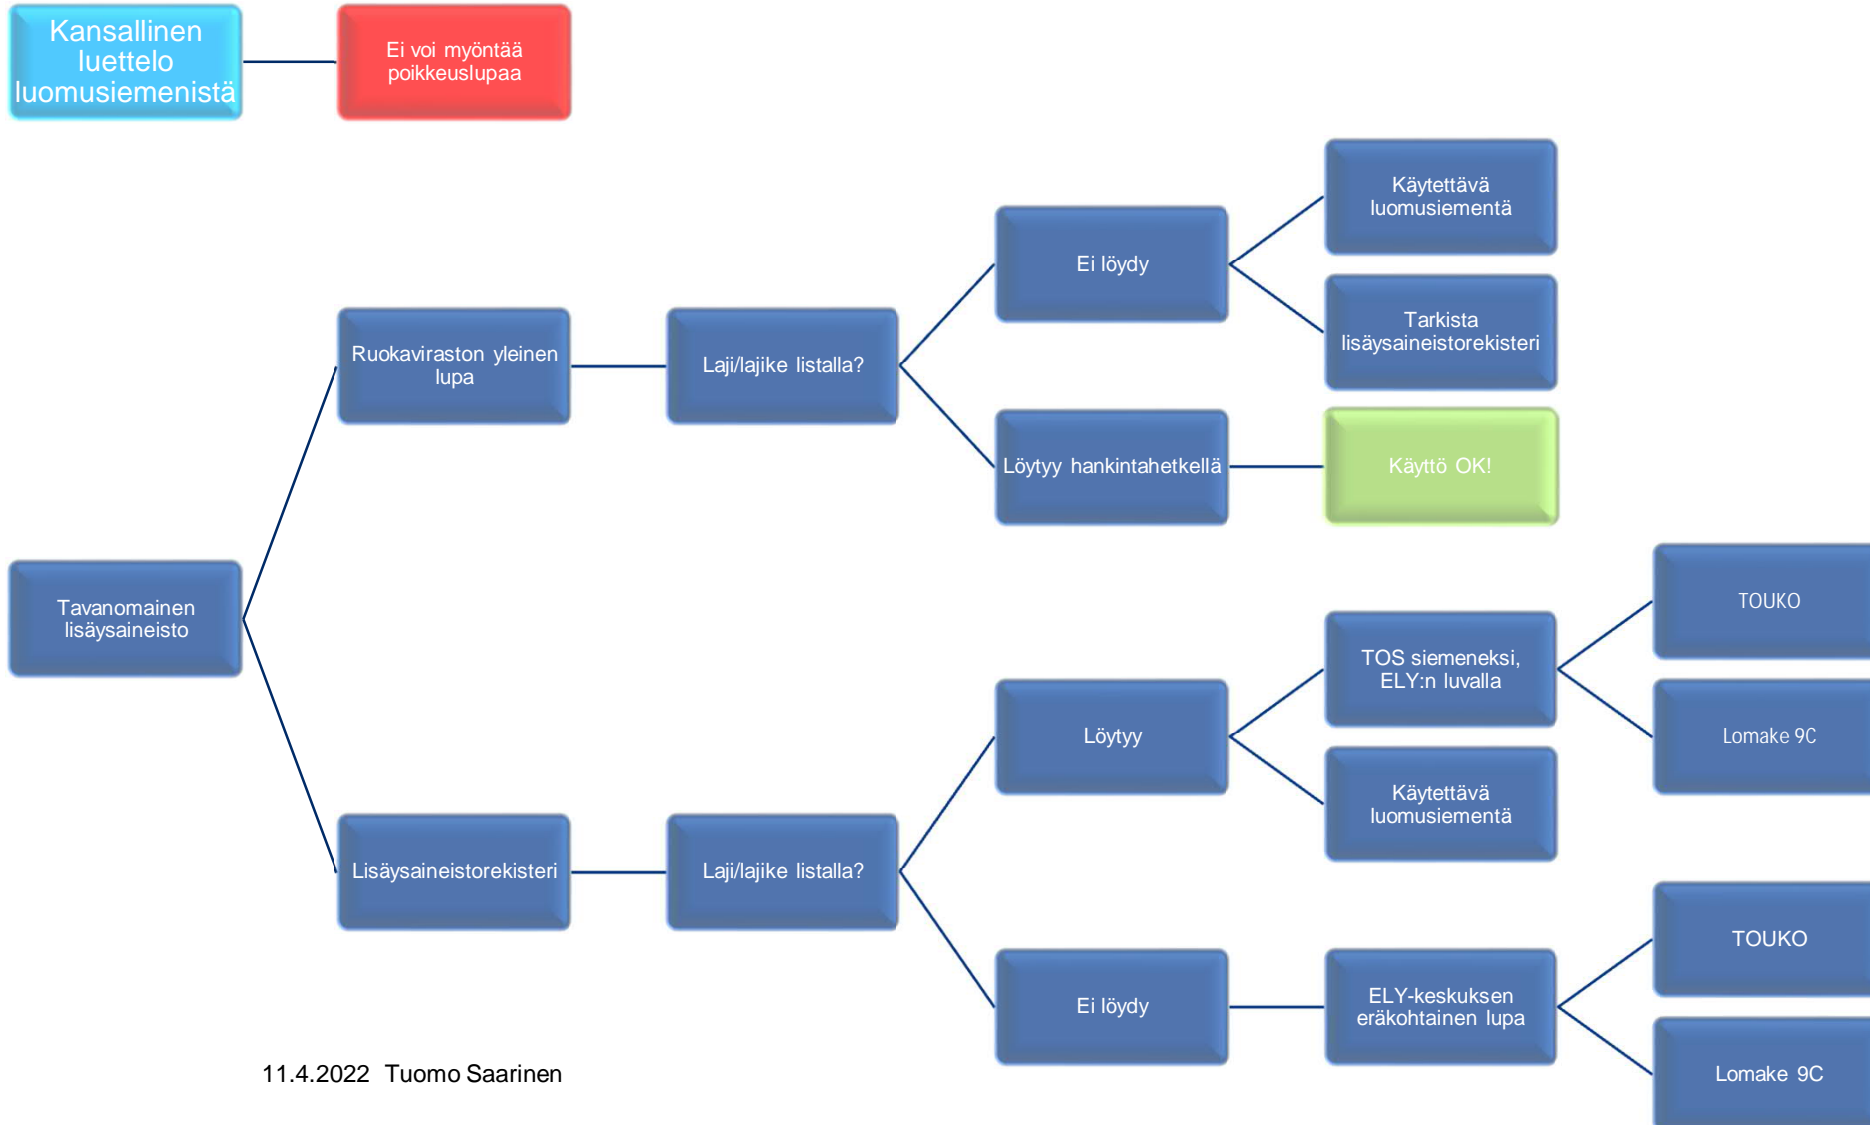 Kansallinen
luettelo
luomusiemenistä
Ei voi myöntää
poikkeuslupaa
Käytettävä
luomusiementä
Ei löydy
Tarkista
lisäysaineistorekisteri
Ruokaviraston yleinen
lupa
Laji/lajike listalla?
Löytyy hankintahetkellä
Käyttö OK!
Tavanomainen
lisäysaineisto
TOUKO
TOS siemeneksi,
ELY:n luvalla
Löytyy
Lomake 9C
Käytettävä
luomusiementä
Lisäysaineistorekisteri
Laji/lajike listalla?
TOUKO
Ei löydy
ELY-keskuksen
eräkohtainen lupa
Lomake 9C
11.4.2022 Tuomo Saarinen